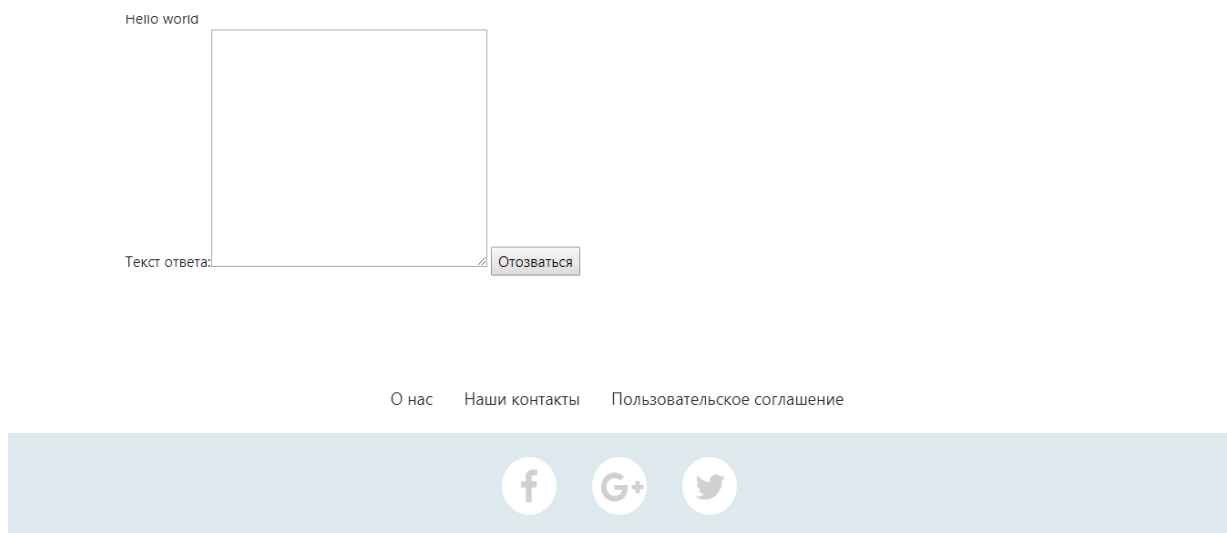 Hello world
Текст ответа: Отозваться
О нас Наши контакты Пользовательское соглашение
f G+